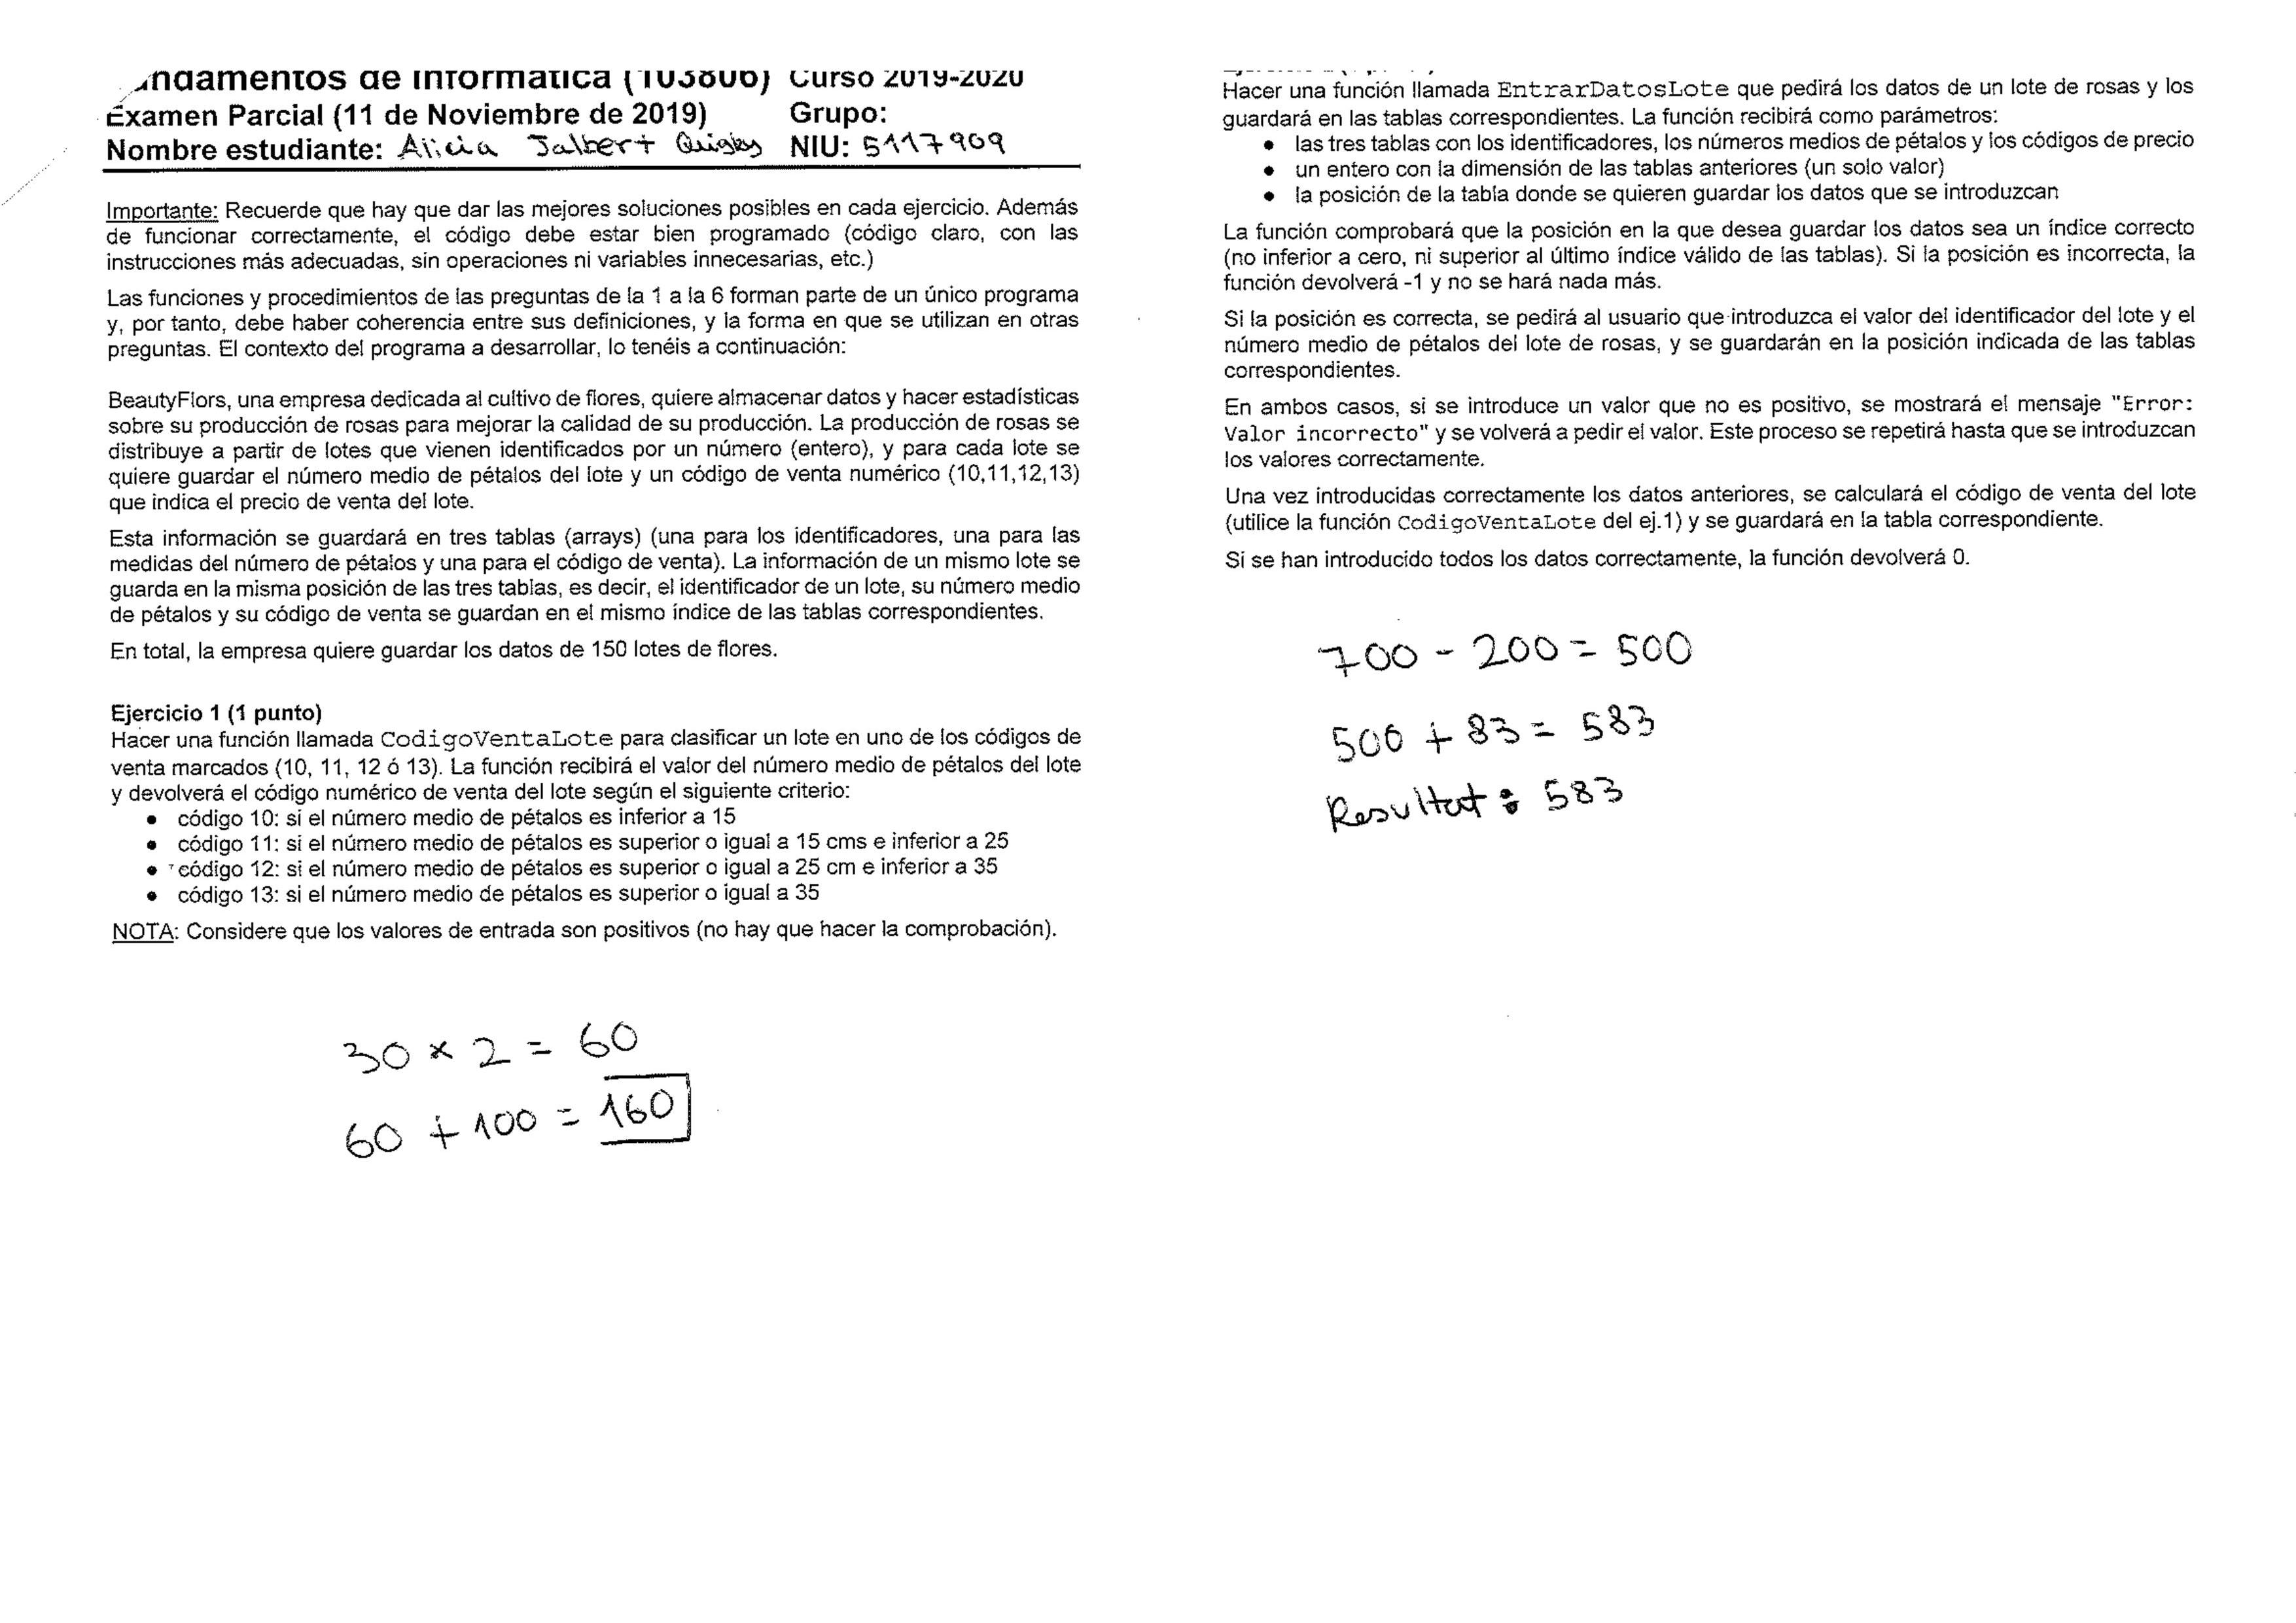 Fundamentos de Informática (103806) Curso 2019-2020
Examen Parcial (11 de Noviembre de 2019) Grupo:
Nombre estudiante: Alicia Jalbert NIU: 5117909
Importante: Recuerde que hay que dar las mejores soluciones posibles en cada ejercicio. Además
de funcionar correctamente, el código debe estar bien programado (código claro, con las
instrucciones más adecuadas, sin operaciones ni variables innecesarias, etc.)
Las funciones y procedimientos de las preguntas de la 1 a la 6 forman parte de un único programa
y, por tanto, debe haber coherencia entre sus definiciones, y la forma en que se utilizan en otras
preguntas. El contexto del programa a desarrollar, lo tenéis a continuación:
BeautyFlors, una empresa dedicada al cultivo de flores, quiere almacenar datos y hacer estadísticas
sobre su producción de rosas para mejorar la calidad de su producción. La producción de rosas se
distribuye a partir de lotes que vienen identificados por un número (entero), y para cada lote se
quiere guardar el número medio de pétalos del lote y un código de venta numérico (10,11,12,13)
que indica el precio de venta del lote.
Esta información se guardará en tres tablas (arrays) (una para los identificadores, una para las
medidas del número de pétalos y una para el código de venta). La información de un mismo lote se
guarda en la misma posición de las tres tablas, es decir, el identificador de un lote, su número medio
de pétalos y su código de venta se guardan en el mismo índice de las tablas correspondientes.
En total, la empresa quiere guardar los datos de 150 lotes de flores.
Ejercicio 1 (1 punto)
Hacer una función llamada CodigoVentaLote para clasificar un lote en uno de los códigos de
venta marcados (10, 11, 12 ó 13). La función recibirá el valor del número medio de pétalos del lote
y devolverá el código numérico de venta del lote según el siguiente criterio:
• código 10: si el número medio de pétalos es inferior a 15
• código 11: si el número medio de pétalos es superior o igual a 15 cms e inferior a 25
• código 12: si el número medio de pétalos es superior o igual a 25 cm e inferior a 35
• código 13: si el número medio de pétalos es superior o igual a 35
NOTA: Considere que los valores de entrada son positivos (no hay que hacer la comprobación).
30 × 2 = 60
60 + 100 = 160
Hacer una función llamada EntrarDatosLote que pedirá los datos de un lote de rosas y los
guardará en las tablas correspondientes. La función recibirá como parámetros:
• las tres tablas con los identificadores, los números medios de pétalos y los códigos de precio
• un entero con la dimensión de las tablas anteriores (un solo valor)
• la posición de la tabla donde se quieren guardar los datos que se introduzcan
La función comprobará que la posición en la que desea guardar los datos sea un índice correcto
(no inferior a cero, ni superior al último índice válido de las tablas). Si la posición es incorrecta, la
función devolverá -1 y no se hará nada más.
Si la posición es correcta, se pedirá al usuario que introduzca el valor del identificador del lote y el
número medio de pétalos del lote de rosas, y se guardarán en la posición indicada de las tablas
correspondientes.
En ambos casos, si se introduce un valor que no es positivo, se mostrará el mensaje "Error:
Valor incorrecto" y se volverá a pedir el valor. Este proceso se repetirá hasta que se introduzcan
los valores correctamente.
Una vez introducidas correctamente los datos anteriores, se calculará el código de venta del lote
(utilice la función CodigoVentaLote del ej.1) y se guardará en la tabla correspondiente.
Si se han introducido todos los datos correctamente, la función devolverá 0.
700 - 200 = 500
500 + 83 = 583
Resultat : 583